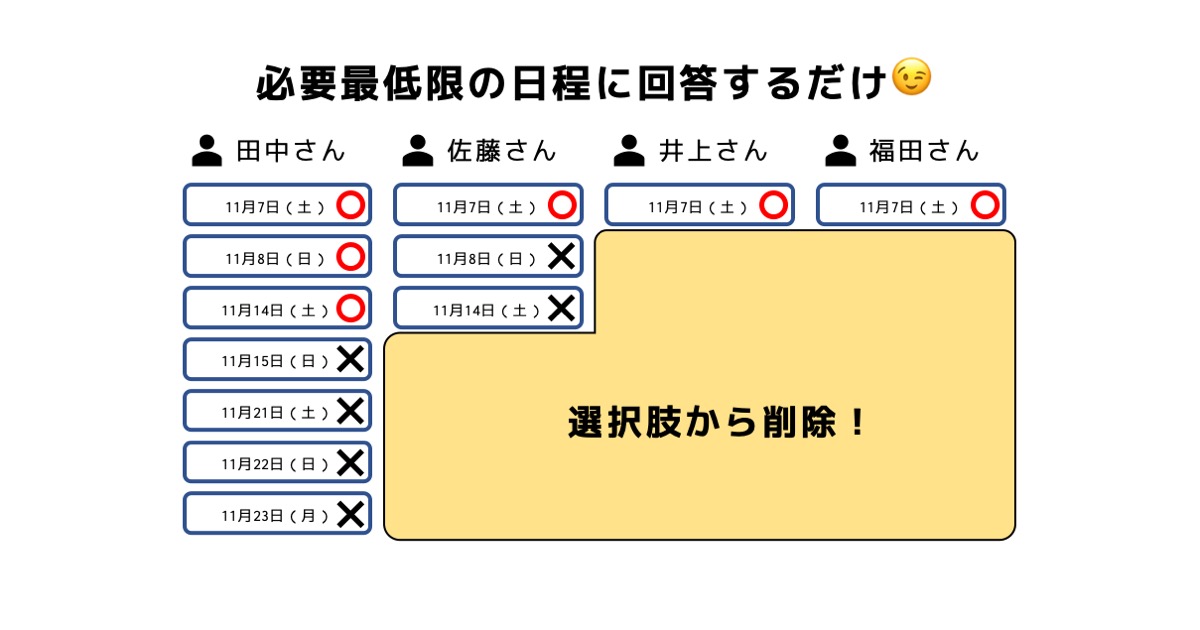 必要最低限の日程に回答するだけ😉
田中さん 佐藤さん 井上さん 福田さん
11月7日（土）⭕ 11月7日（土）⭕ 11月7日（土）⭕ 11月7日（土）⭕
11月8日（日）⭕ 11月8日（日）❌
11月14日（土）⭕ 11月14日（土）❌
11月15日（日）❌
11月21日（土）❌
選択肢から削除！
11月22日（日）❌
11月23日（月）❌